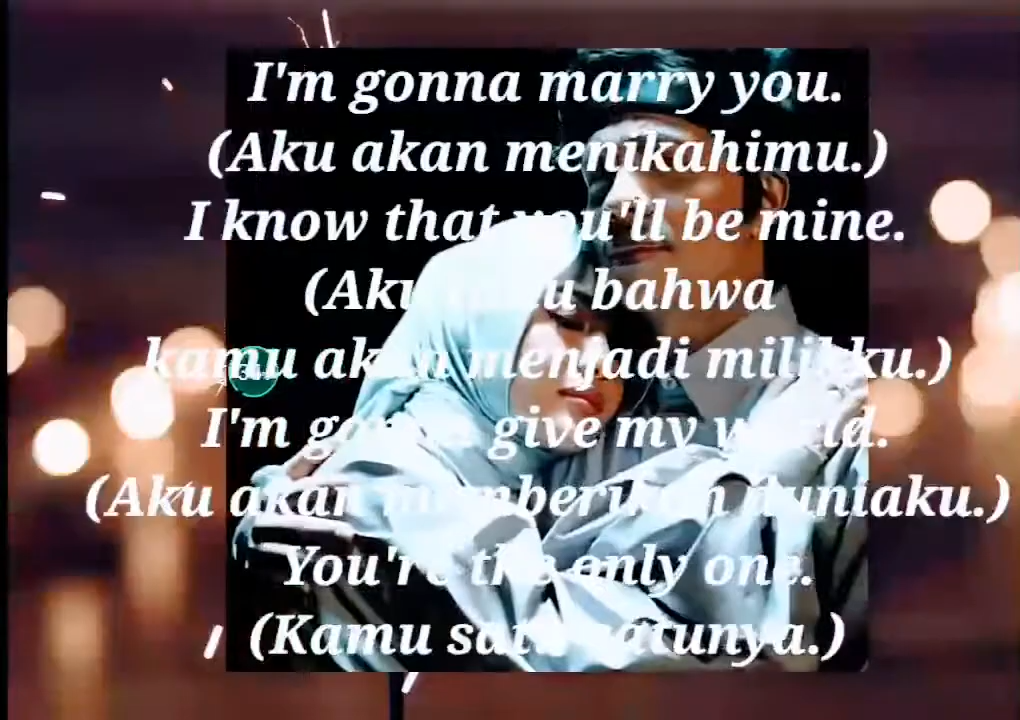 I'm gonna marry you.
(Aku akan menikahimu.)
I know that you'll be mine.
(Aku tahu bahwa
kamu akan menjadi milikku.)
I'm gonna give my world.
(Aku akan memberikan duniaku.)
You're the only one.
(Kamu satu-satunya.)